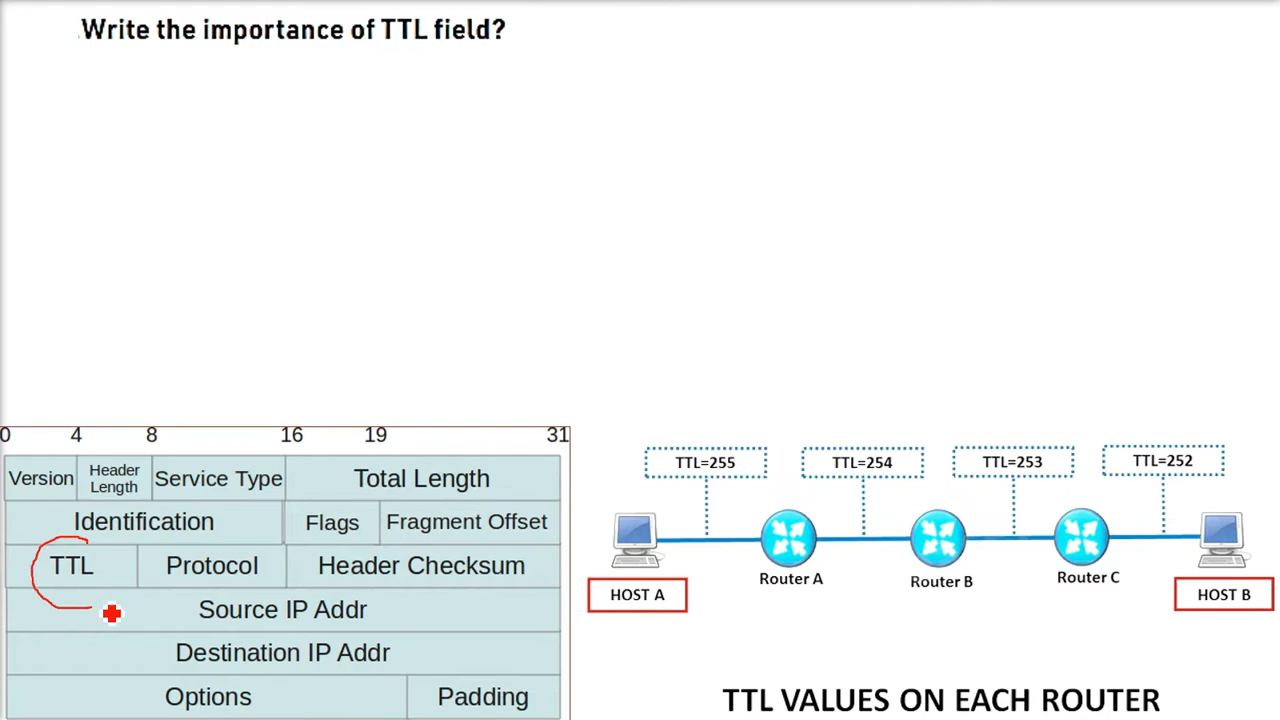 Write the importance of TTL field?
0 4 8 16 19 31
Version Header Length Service Type Total Length
Identification Flags Fragment Offset
TTL Protocol Header Checksum
Source IP Addr
Destination IP Addr
Options Padding
TTL=255 TTL=254 TTL=253 TTL=252
Router A Router B Router C
HOST A HOST B
TTL VALUES ON EACH ROUTER